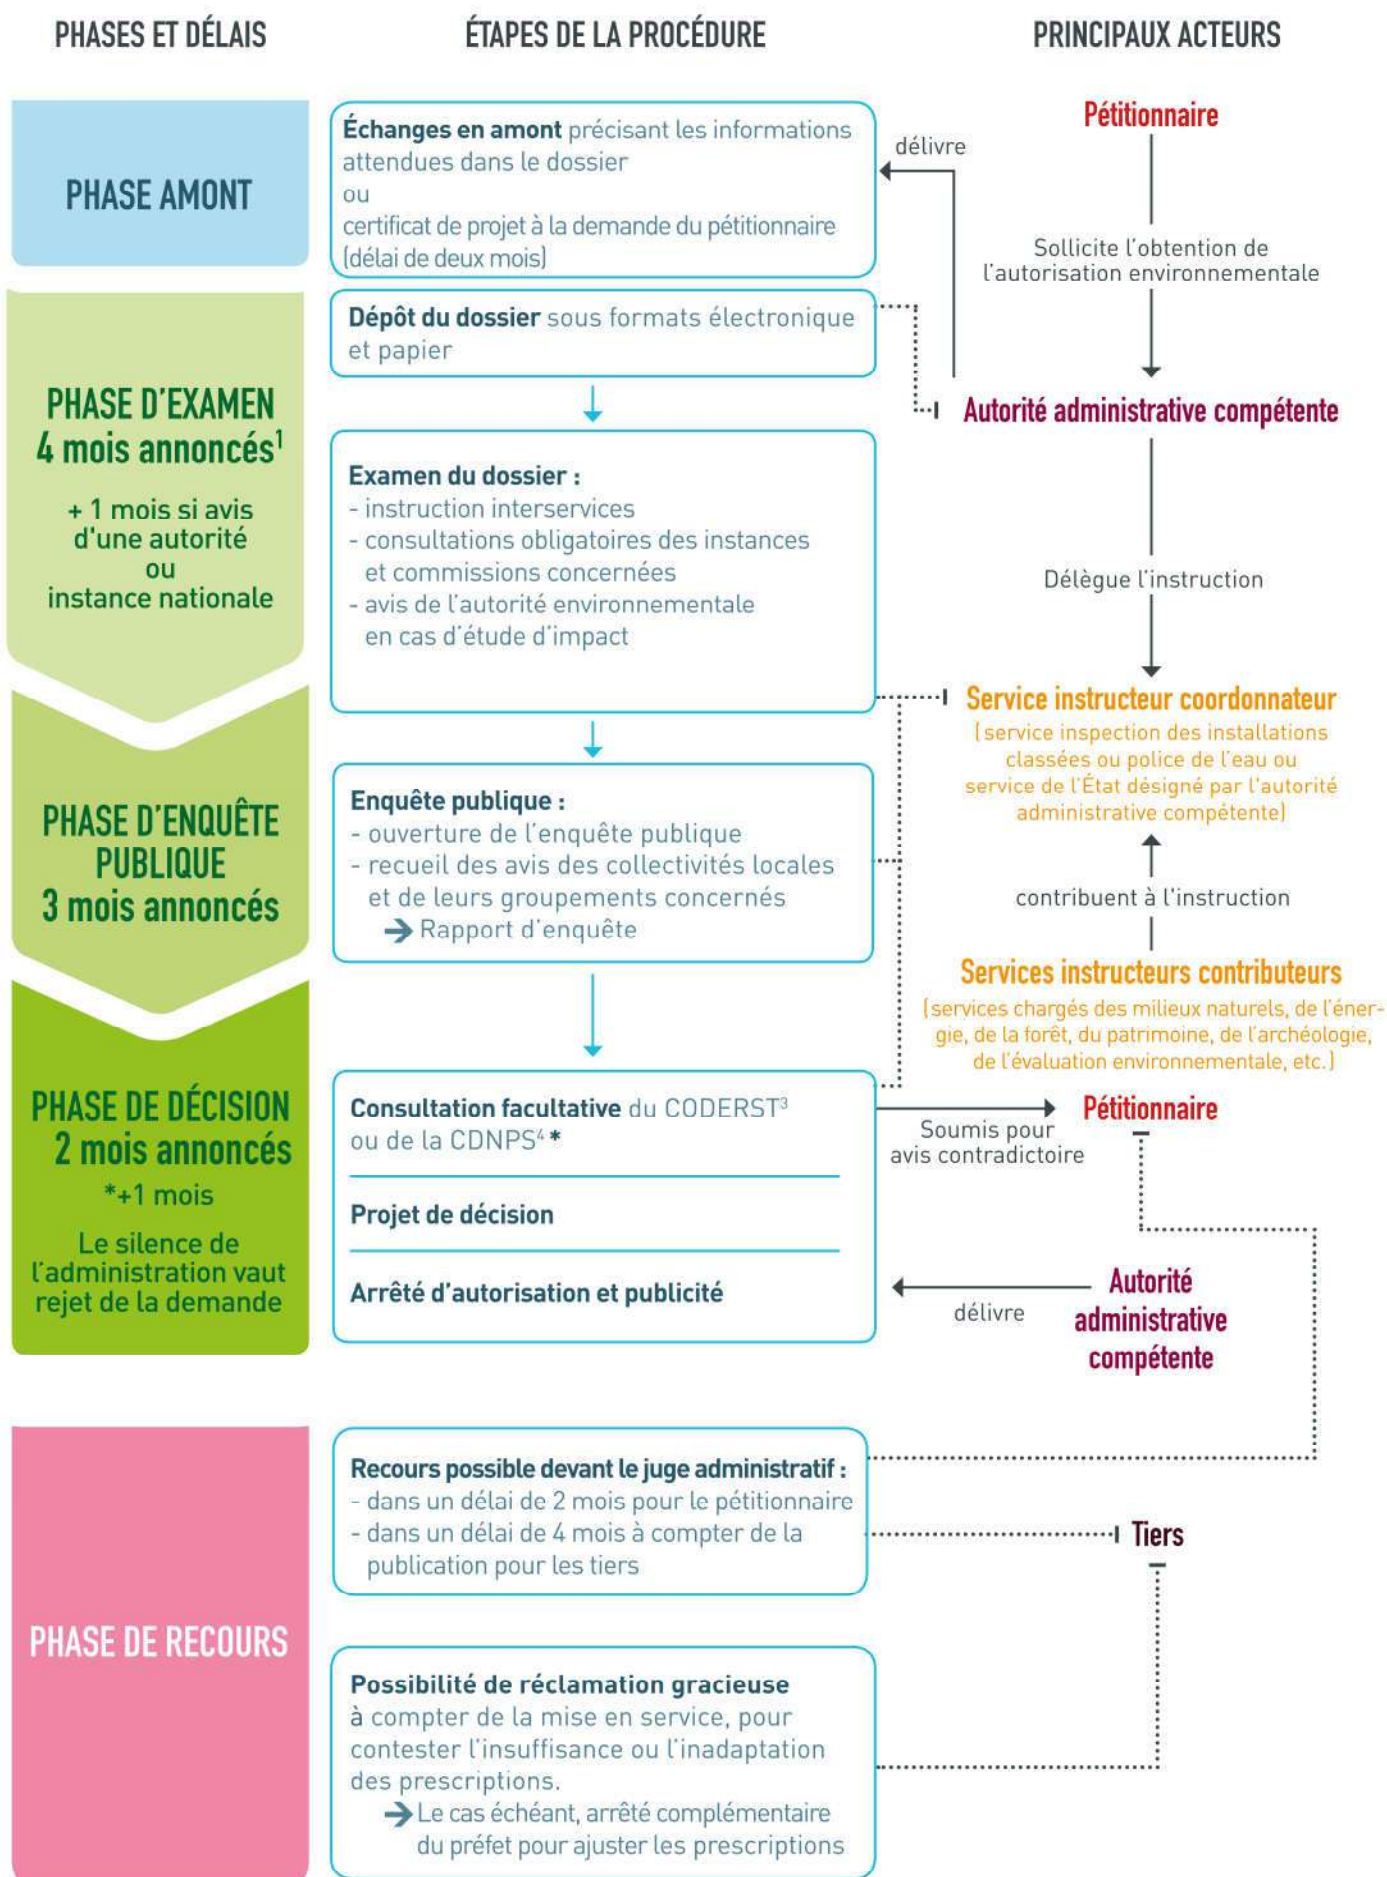 PHASES ET DÉLAIS
ÉTAPES DE LA PROCÉDURE
PRINCIPAUX ACTEURS
PHASE AMONT
Échanges en amont précisant les informations
attendues dans le dossier
ou
certificat de projet à la demande du pétitionnaire
(délai de deux mois)
délivre
Pétitionnaire
Sollicite l'obtention de
l'autorisation environnementale
PHASE D'EXAMEN
4 mois annoncés¹
+ 1 mois si avis
d'une autorité
ou
instance nationale
Dépôt du dossier sous formats électronique
et papier
Autorité administrative compétente
Examen du dossier :
- instruction interservices
- consultations obligatoires des instances
et commissions concernées
- avis de l'autorité environnementale
en cas d'étude d'impact
Délègue l'instruction
Service instructeur coordonnateur
(service inspection des installations
classées ou police de l'eau ou
service de l'État désigné par l'autorité
administrative compétente)
PHASE D'ENQUÊTE
PUBLIQUE
3 mois annoncés
Enquête publique :
- ouverture de l'enquête publique
- recueil des avis des collectivités locales
et de leurs groupements concernés
➔ Rapport d'enquête
contribuent à l'instruction
Services instructeurs contributeurs
(services chargés des milieux naturels, de l'éner-
gie, de la forêt, du patrimoine, de l'archéologie,
de l'évaluation environnementale, etc.)
PHASE DE DÉCISION
2 mois annoncés
*+1 mois
Le silence de
l'administration vaut
rejet de la demande
Consultation facultative du CODERST³
ou de la CDNPS⁴ *
Projet de décision
Arrêté d'autorisation et publicité
Soumis pour
avis contradictoire
Pétitionnaire
délivre
Autorité
administrative
compétente
PHASE DE RECOURS
Recours possible devant le juge administratif :
- dans un délai de 2 mois pour le pétitionnaire
- dans un délai de 4 mois à compter de la
publication pour les tiers
Tiers
Possibilité de réclamation gracieuse
à compter de la mise en service, pour
contester l'insuffisance ou l'inadaptation
des prescriptions.
➔ Le cas échéant, arrêté complémentaire
du préfet pour ajuster les prescriptions